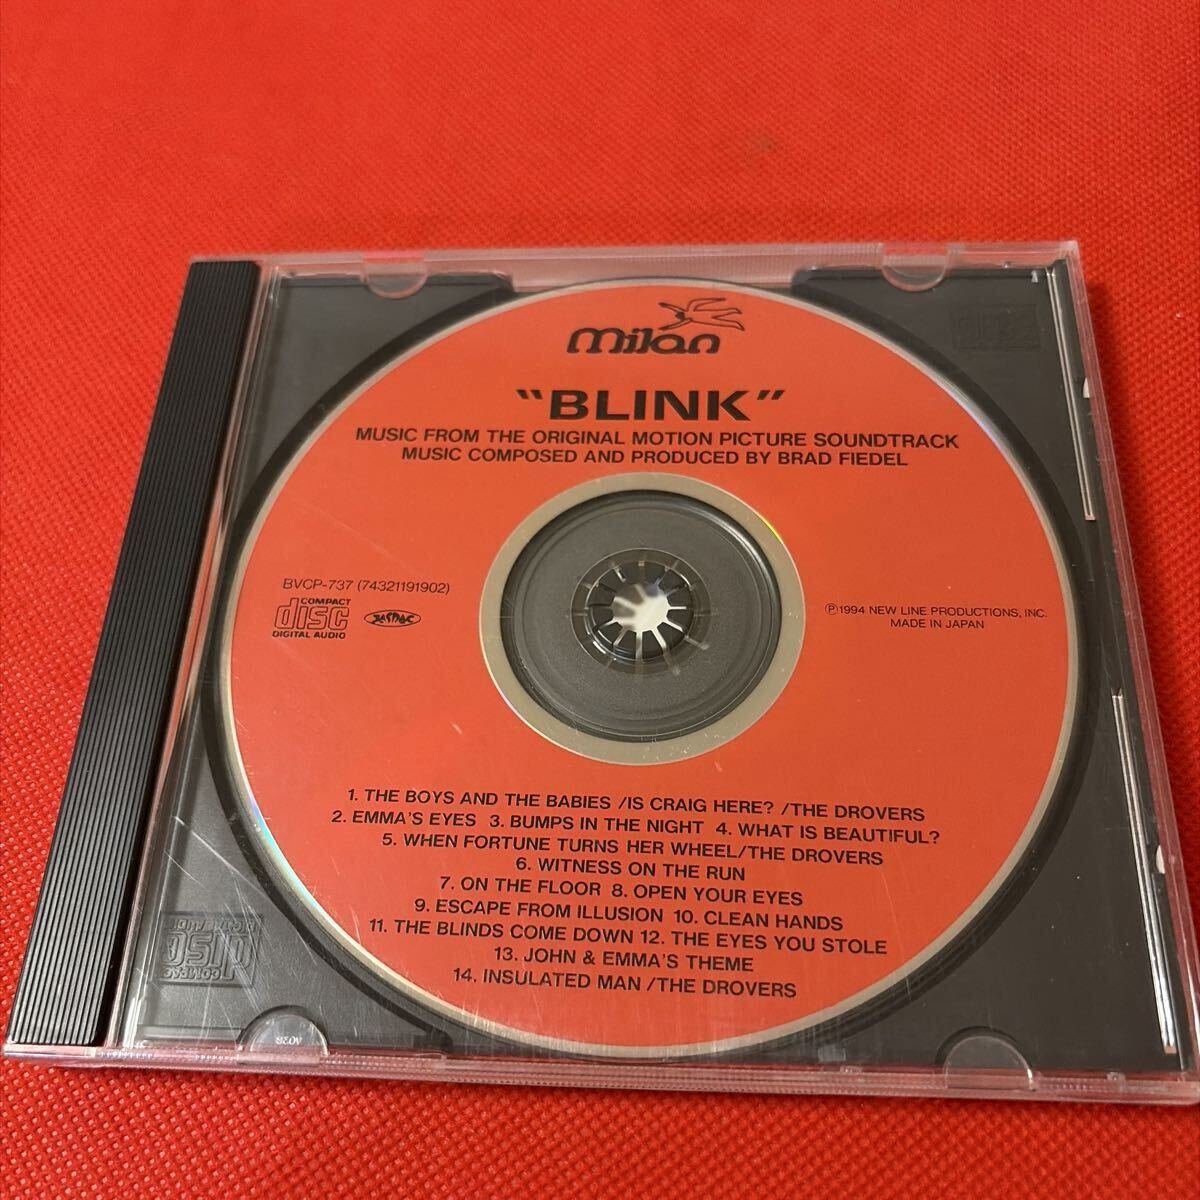 milan
"BLINK"
MUSIC FROM THE ORIGINAL MOTION PICTURE SOUNDTRACK
MUSIC COMPOSED AND PRODUCED BY BRAD FIEDEL
BVCP-737 (74321191902)
COMPACT
disc
DIGITAL AUDIO
Ⓟ1994 NEW LINE PRODUCTIONS, INC.
MADE IN JAPAN
1. THE BOYS AND THE BABIES /IS CRAIG HERE? /THE DROVERS
2. EMMA'S EYES 3. BUMPS IN THE NIGHT 4. WHAT IS BEAUTIFUL?
5. WHEN FORTUNE TURNS HER WHEEL/THE DROVERS
6. WITNESS ON THE RUN
7. ON THE FLOOR 8. OPEN YOUR EYES
9. ESCAPE FROM ILLUSION 10. CLEAN HANDS
11. THE BLINDS COME DOWN 12. THE EYES YOU STOLE
13. JOHN & EMMA'S THEME
14. INSULATED MAN /THE DROVERS
COMPACT
disc
DIGITAL AUDIO